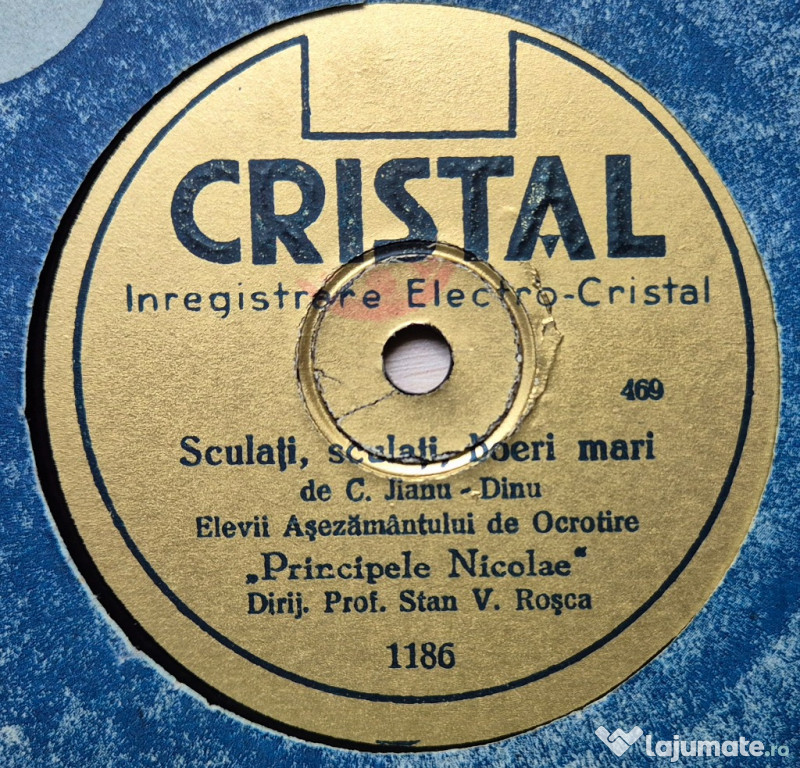 CRISTAL
Inregistrare Electro-Cristal
469
Sculați, sculați, boeri mari
de C. Jianu - Dinu
Elevii Așezământului de Ocrotire
„Principele Nicolae“
Dirij. Prof. Stan V. Roșca
1186
lajumate.ro